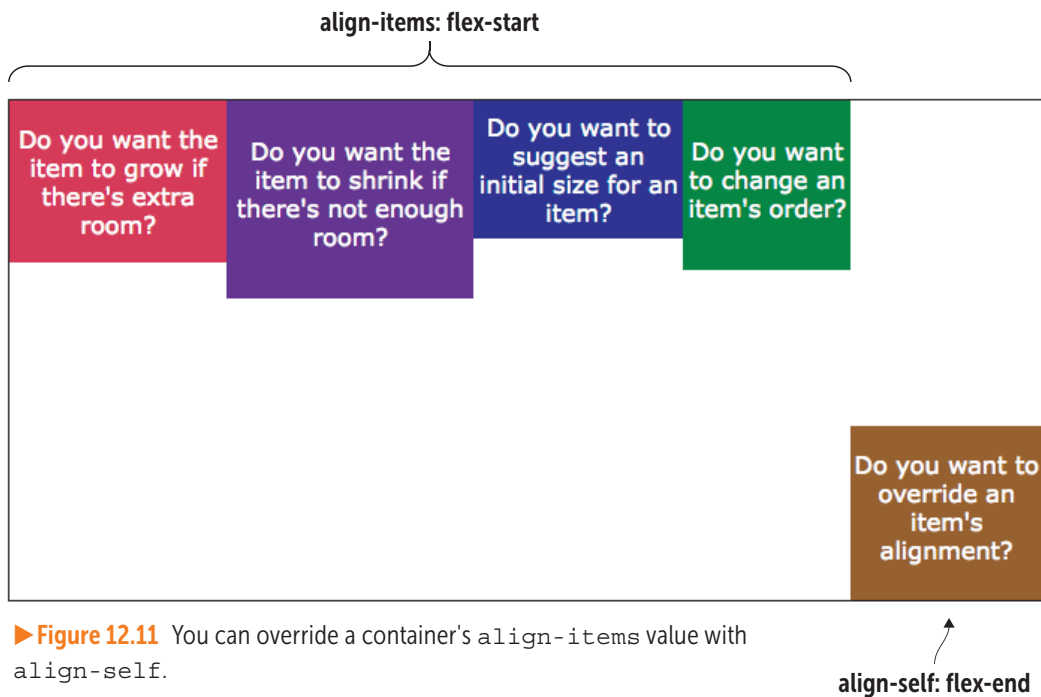 align-items: flex-start
Do you want the
item to grow if
there's extra
room?
Do you want the
item to shrink if
there's not enough
room?
Do you want to
suggest an
initial size for an
item?
Do you want
to change an
item's order?
Do you want to
override an
item's
alignment?
▶Figure 12.11 You can override a container's align-items value with
align-self.
align-self: flex-end